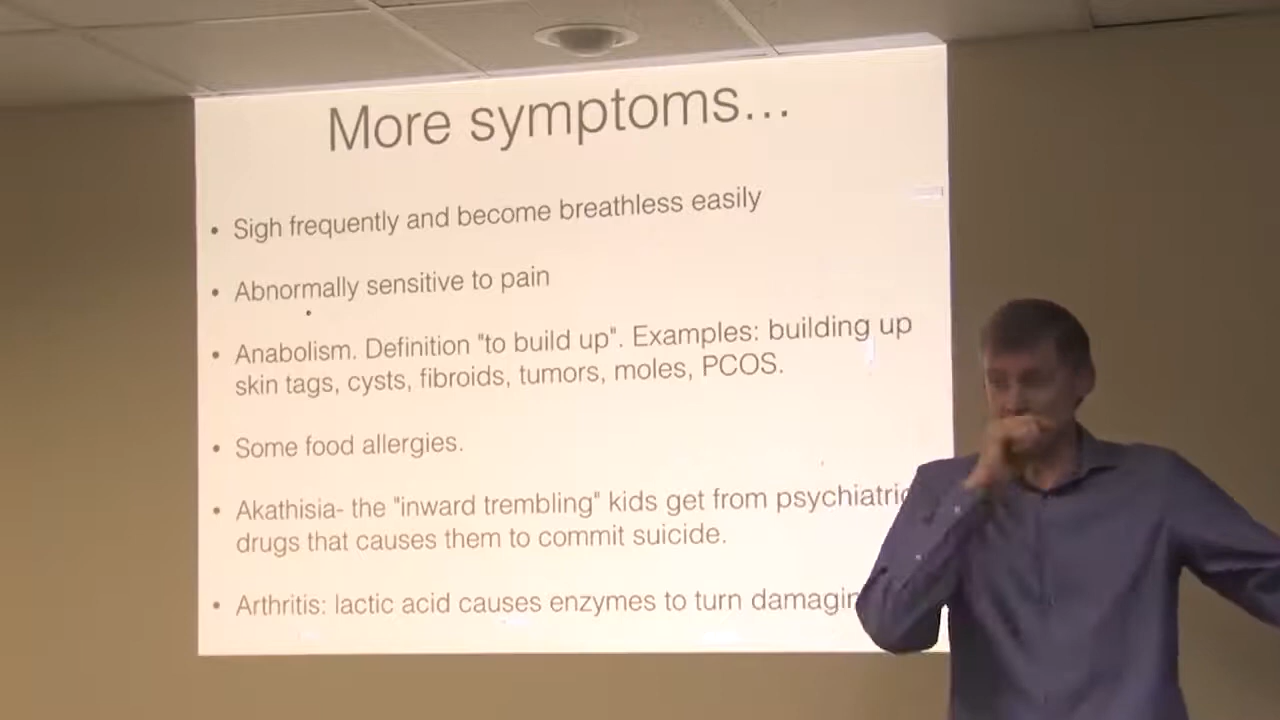 More symptoms...
• Sigh frequently and become breathless easily
• Abnormally sensitive to pain
• Anabolism. Definition "to build up". Examples: building up
skin tags, cysts, fibroids, tumors, moles, PCOS.
• Some food allergies.
• Akathisia- the "inward trembling" kids get from psychiatric
drugs that causes them to commit suicide.
• Arthritis: lactic acid causes enzymes to turn